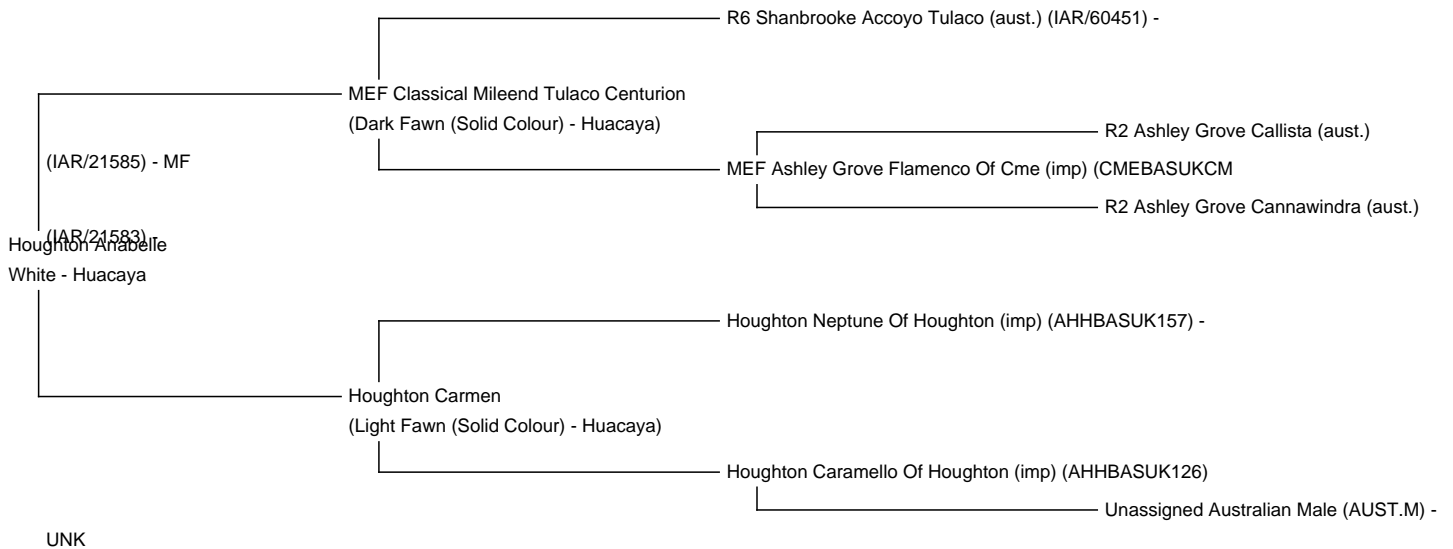 R6 Shanbrooke Accoyo Tulaco (aust.) (IAR/60451) -
MEF Classical Mileend Tulaco Centurion
(Dark Fawn (Solid Colour) - Huacaya)
R2 Ashley Grove Callista (aust.)
(IAR/21585) - MF
MEF Ashley Grove Flamenco Of Cme (imp) (CMEBASUKCM
R2 Ashley Grove Cannawindra (aust.)
(IAR/21583) -
Houghton Anabelle
White - Huacaya
Houghton Neptune Of Houghton (imp) (AHHBASUK157) -
Houghton Carmen
(Light Fawn (Solid Colour) - Huacaya)
Houghton Caramello Of Houghton (imp) (AHHBASUK126)
Unassigned Australian Male (AUST.M) -
UNK